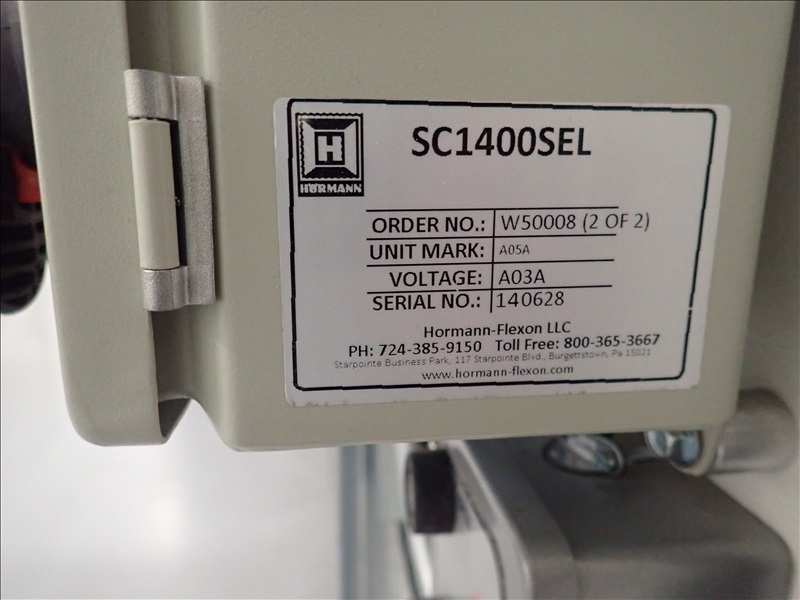 H
HÖRMANN
SC1400SEL
ORDER NO.: W50008 (2 OF 2)
UNIT MARK: A05A
VOLTAGE: A03A
SERIAL NO.: 140628
Hormann-Flexon LLC
PH: 724-385-9150 Toll Free: 800-365-3667
Starpointe Business Park, 117 Starpointe Blvd., Burgettstown, Pa 15021
www.hormann-flexon.com